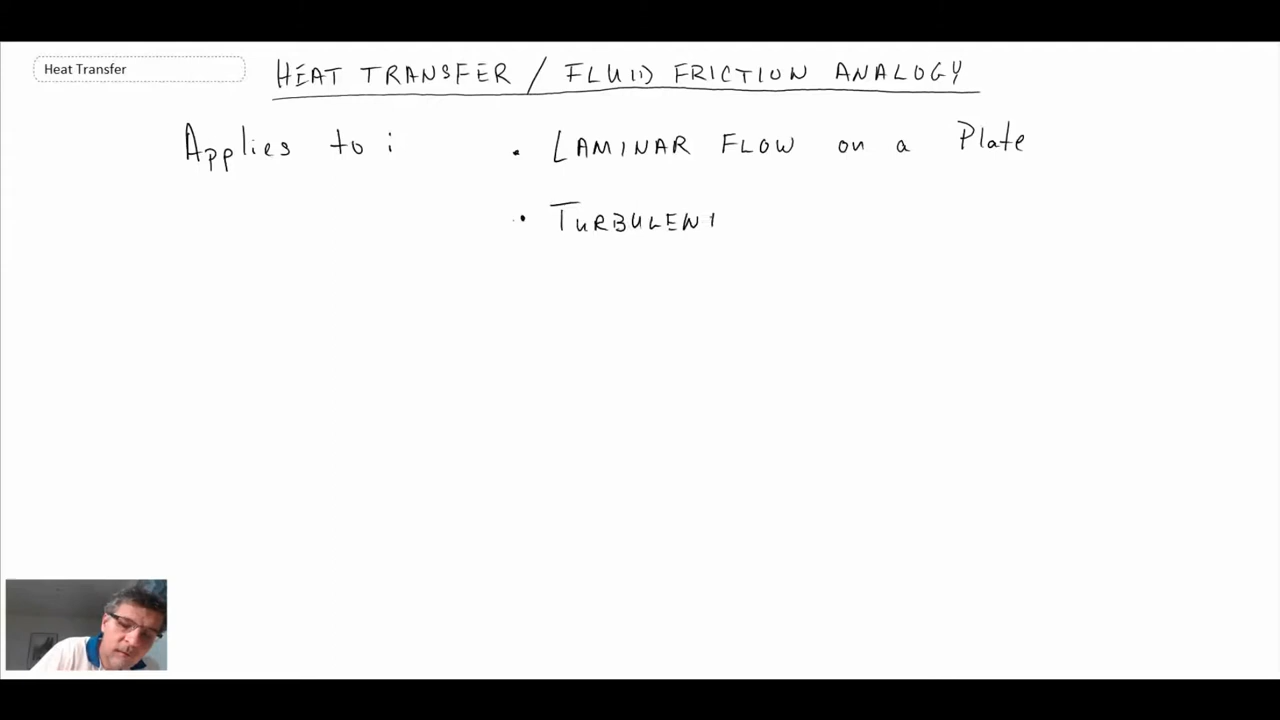 Heat Transfer
HEAT TRANSFER / FLUID FRICTION ANALOGY
Applies to : • LAMINAR FLOW on a Plate
• TURBULENT